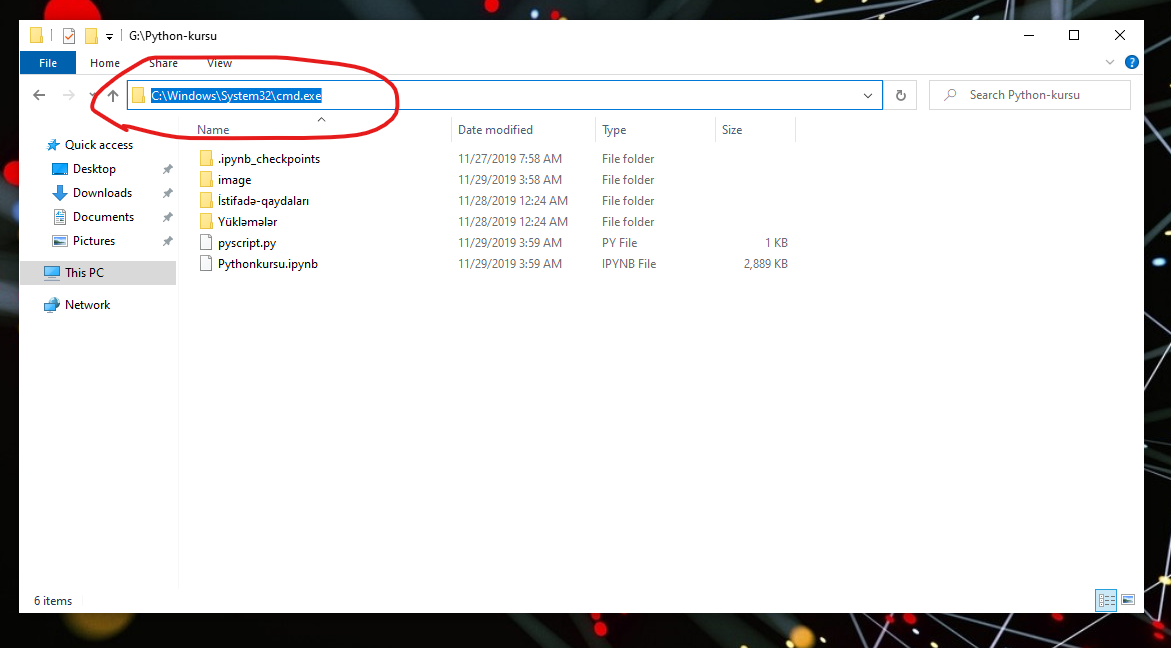 G:\Python-kursu
File Home Share View
C:\Windows\System32\cmd.exe Search Python-kursu
Name Date modified Type Size
Quick access
Desktop
Downloads
Documents
Pictures
This PC
Network
.ipynb_checkpoints 11/27/2019 7:58 AM File folder
image 11/29/2019 3:58 AM File folder
İstifadə-qaydaları 11/28/2019 12:24 AM File folder
Yükləmələr 11/28/2019 12:24 AM File folder
pyscript.py 11/29/2019 3:59 AM PY File 1 KB
Pythonkursu.ipynb 11/29/2019 3:59 AM IPYNB File 2,889 KB
6 items